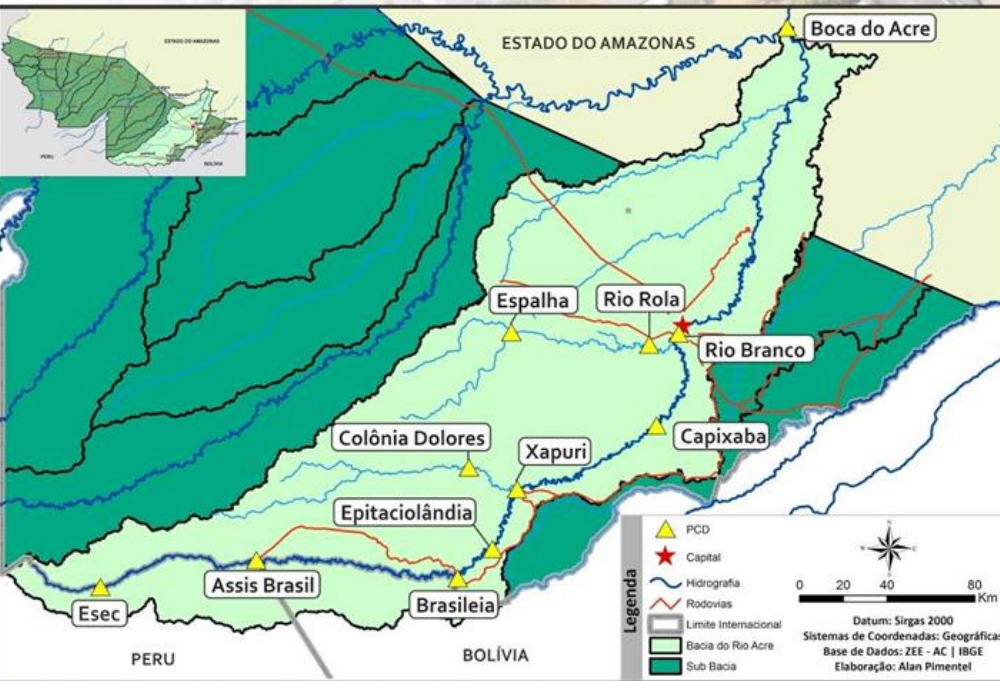 ESTADO DO AMAZONAS
PERU
BOLÍVIA
ESTADO DO AMAZONAS
Boca do Acre
Espalha
Rio Rola
Rio Branco
Colônia Dolores
Xapuri
Capixaba
Epitaciolândia
Assis Brasil
Esec
Brasileia
PERU
BOLÍVIA
Legenda
PCD
Capital
Hidrografia
Rodovias
Limite Internacional
Bacia do Rio Acre
Sub Bacia
0 20 40 80
Km
Datum: Sirgas 2000
Sistemas de Coordenadas: Geográficas
Base de Dados: ZEE - AC | IBGE
Elaboração: Alan Pimentel